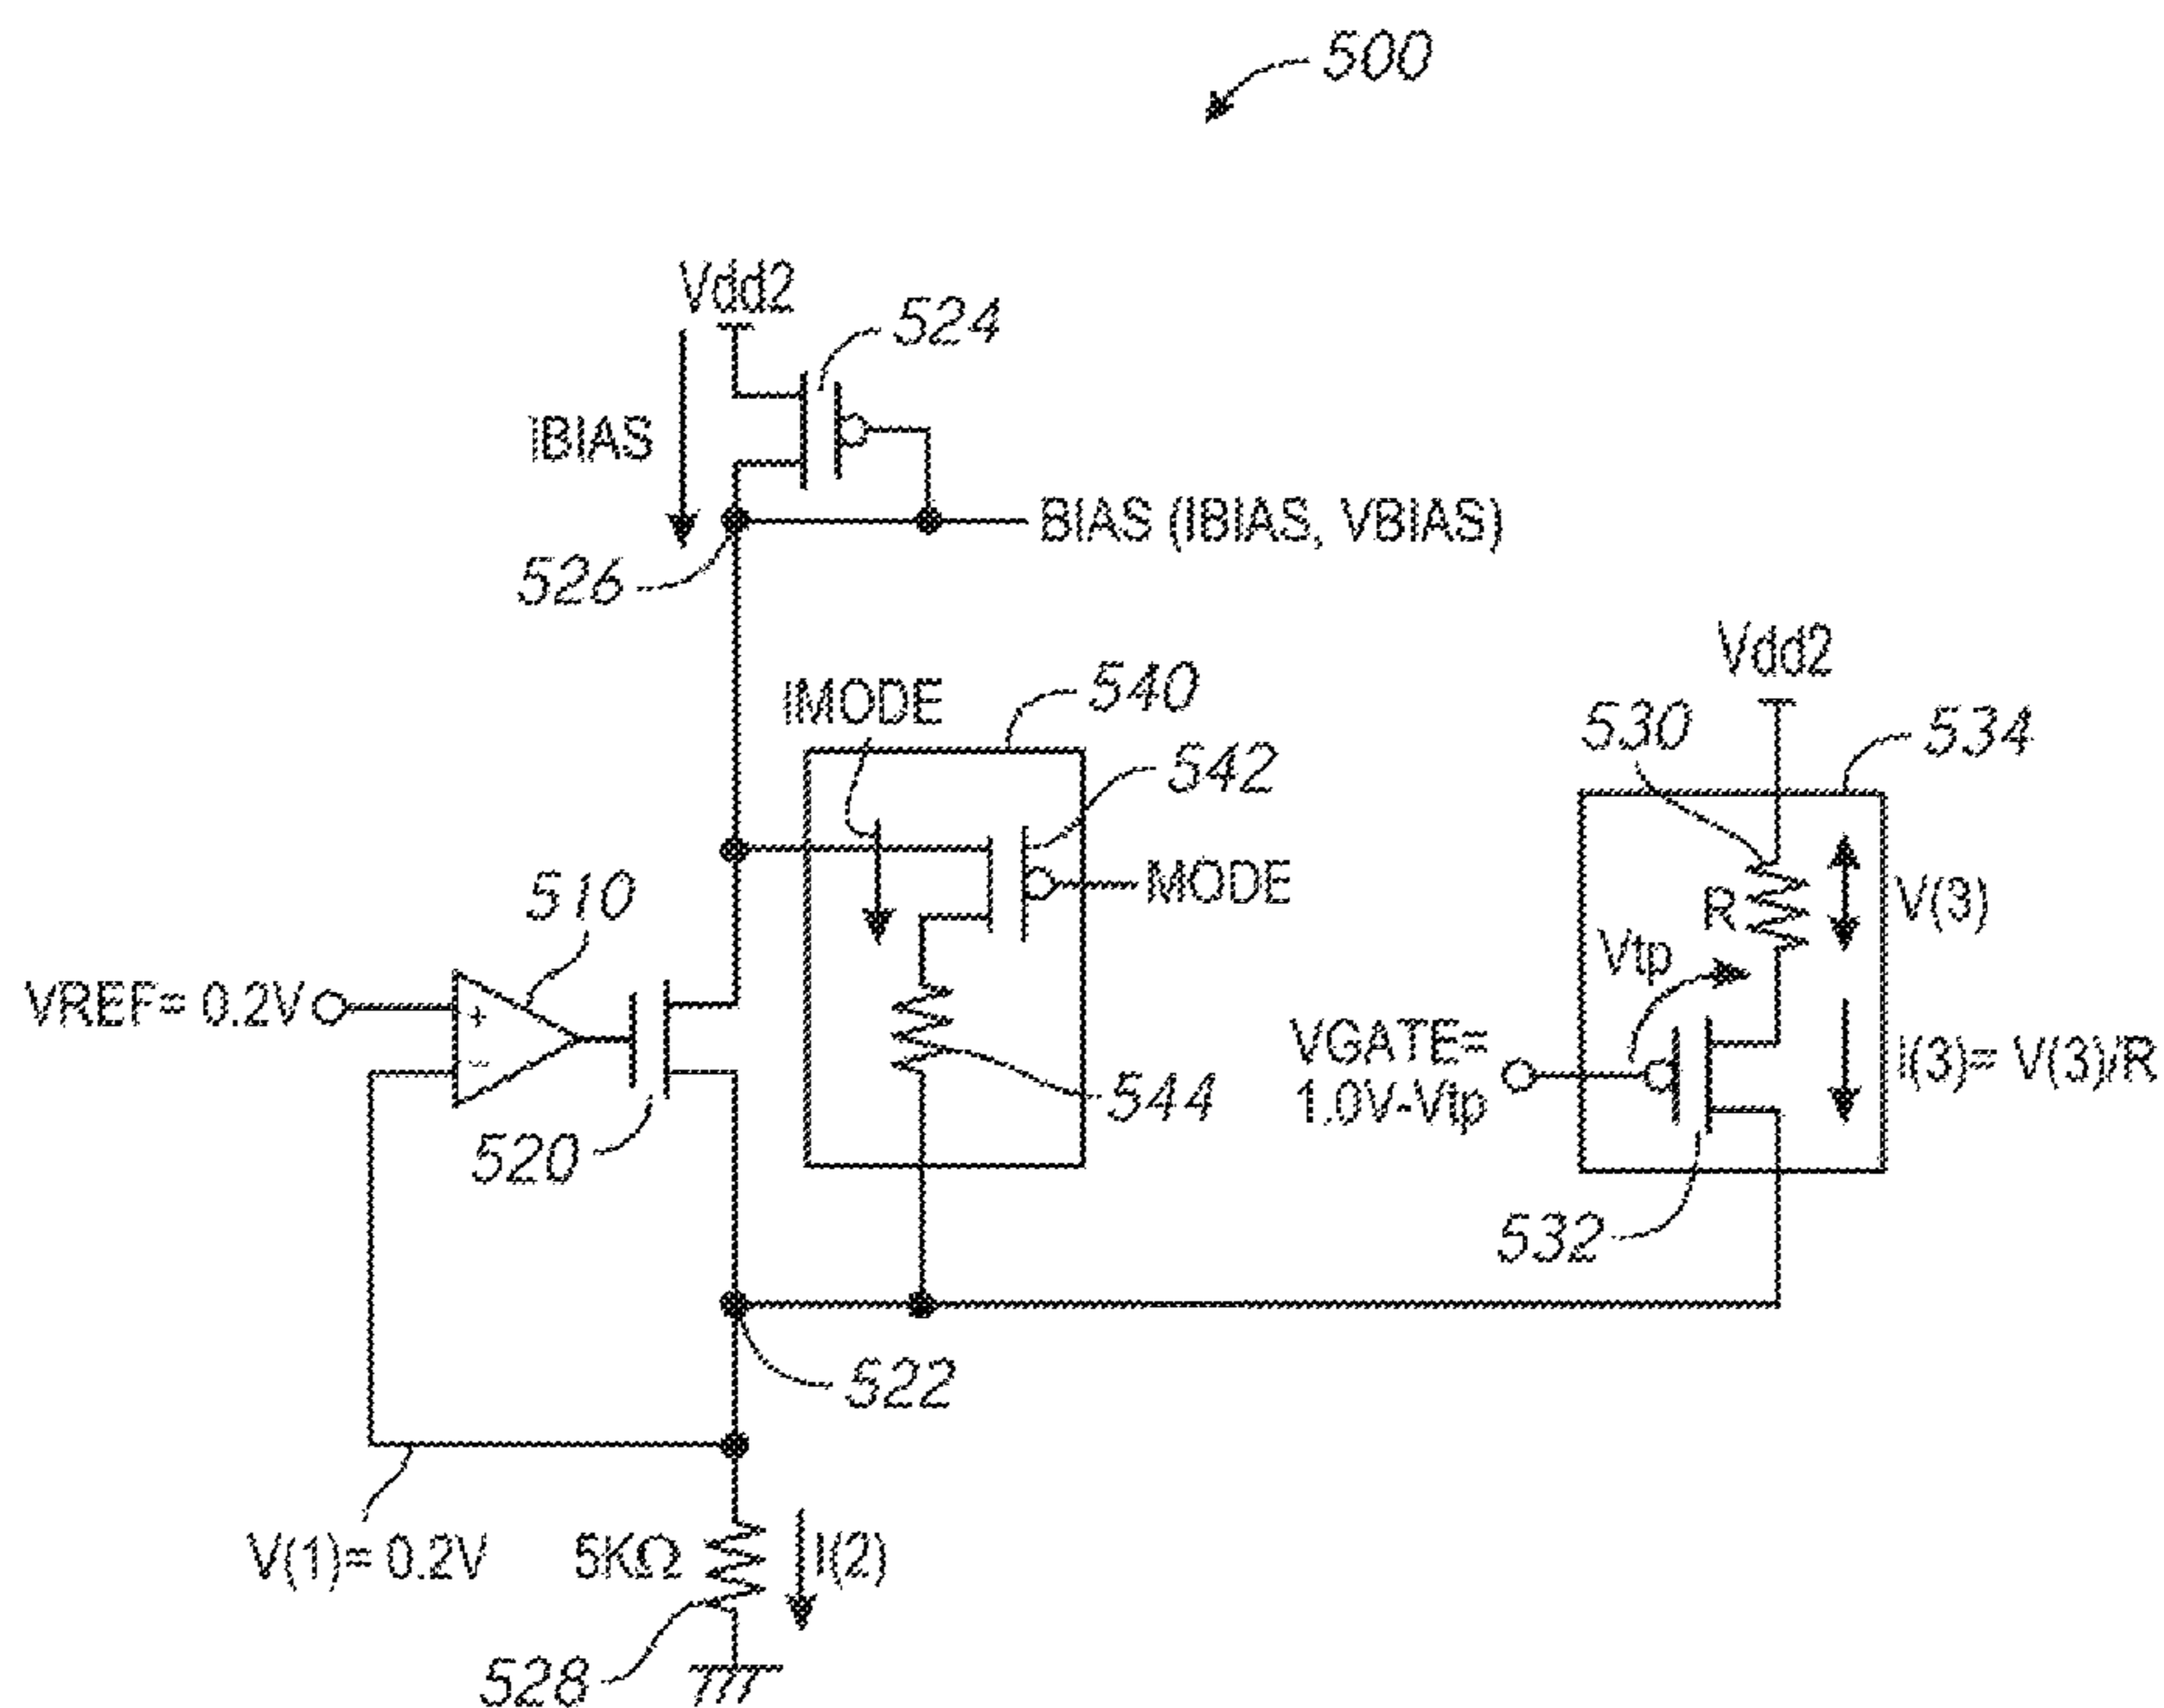 500
Vdd2
524
IBIAS
BIAS (IBIAS, VBIAS)
526
Vdd2
IMODE
540
530
534
542
510
MODE
R
V(3)
Vtp
VREF= 0.2V
+
−
VGATE=
1.0V-Vtp
I(3)= V(3)/R
544
520
532
522
V(1)= 0.2V
5KΩ
I(2)
528